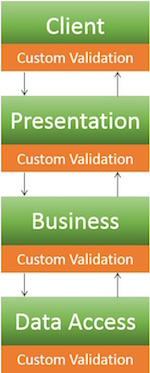 Client
Custom Validation
Presentation
Custom Validation
Business
Custom Validation
Data Access
Custom Validation